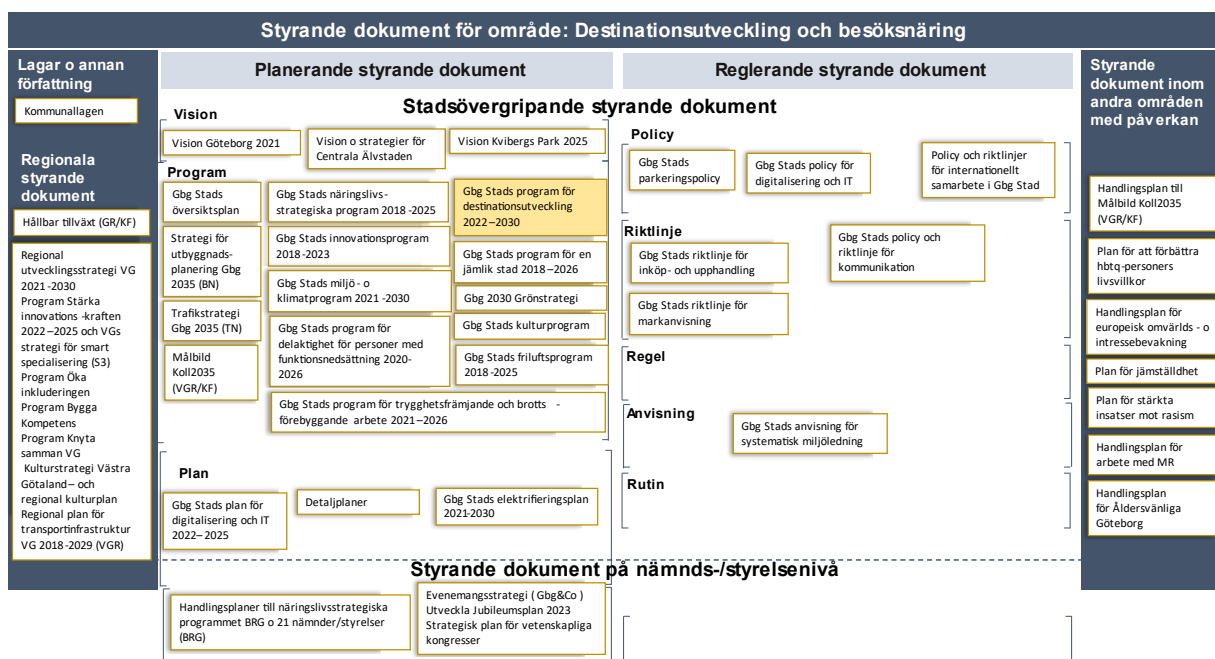 Styrande dokument för område: Destinationsutveckling och besöksnäring
Lagar o annan
författning
Kommunallagen
Regionala
styrande
dokument
Hållbar tillväxt (GR/KF)
Regional
utvecklingsstrategi VG
2021 -2030
Program Stärka
innovations -kraften
2022 –2025 och VGs
strategi för smart
specialisering (S3)
Program Öka
inkluderingen
Program Bygga
Kompetens
Program Knyta
samman VG
Kulturstrategi Västra
Götaland – och
regional kulturplan
Regional plan för
transportinfrastruktur
VG 2018 -2029 (VGR)
Planerande styrande dokument
Reglerande styrande dokument
Stadsövergripande styrande dokument
Vision
Vision Göteborg 2021
Vision o strategier för
Centrala Älvstaden
Vision Kvibergs Park 2025
Program
Gbg Stads
översiktsplan
Strategi för
utbyggnads-
planering Gbg
2035 (BN)
Trafikstrategi
Gbg 2035 (TN)
Målbild
Koll2035
(VGR/KF)
Gbg Stads näringslivs-
strategiska program 2018 -2025
Gbg Stads innovationsprogram
2018 -2023
Gbg Stads miljö - o
klimatprogram 2021 -2030
Gbg Stads program för
delaktighet för personer med
funktionsnedsättning 2020-
2026
Gbg Stads program för
destinationsutveckling
2022 –2030
Gbg Stads program för en
jämlik stad 2018 –2026
Gbg 2030 Grönstrategi
Gbg Stads kulturprogram
Gbg Stads friluftsprogram
2018 -2025
Gbg Stads program för trygghetsfrämjande och brotts -
förebyggande arbete 2021 –2026
Plan
Gbg Stads plan för
digitalisering och IT
2022– 2025
Detaljplaner
Gbg Stads elektrifieringsplan
2021-2030
Policy
Gbg Stads
parkeringspolicy
Gbg Stads policy för
digitalisering och IT
Policy och riktlinjer
för internationellt
samarbete i Gbg Stad
Riktlinje
Gbg Stads riktlinje för
inköp- och upphandling
Gbg Stads policy och
riktlinje för
kommunikation
Gbg Stads riktlinje för
markanvisning
Regel
Anvisning
Gbg Stads anvisning för
systematisk miljöledning
Rutin
Styrande dokument på nämnds-/styrelsenivå
Handlingsplaner till näringslivsstrategiska
programmet BRG o 21 nämnder/styrelser
(BRG)
Evenemangsstrategi ( Gbg&Co )
Utveckla Jubileumsplan 2023
Strategisk plan för vetenskapliga
kongresser
Styrande
dokument inom
andra områden
med påverkan
Handlingsplan till
Målbild Koll2035
(VGR/KF)
Plan för att förbättra
hbtq-personers
livsvillkor
Handlingsplan för
europeisk omvärlds - o
intressebevakning
Plan för jämställdhet
Plan för stärkta
insatser mot rasism
Handlingsplan för
arbete med MR
Handlingsplan
för Åldersvänliga
Göteborg